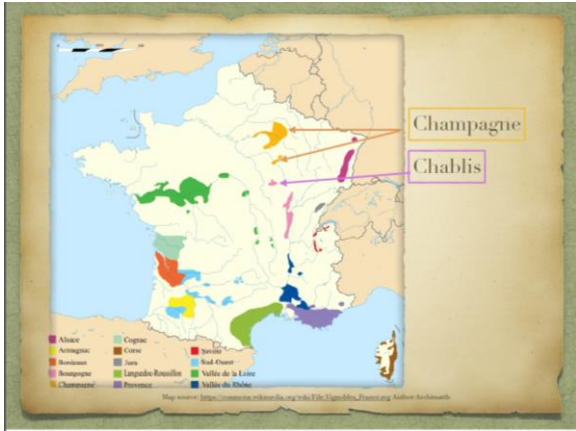 Champagne
Chablis
Alsace
Armagnac
Bordeaux
Bourgogne
Champagne
Cognac
Corse
Jura
Languedoc-Roussillon
Provence
Savoie
Sud-Ouest
Vallée de la Loire
Vallée du Rhône
Map source: https://commons.wikimedia.org/wiki/File:Vignobles_France.svg Author: